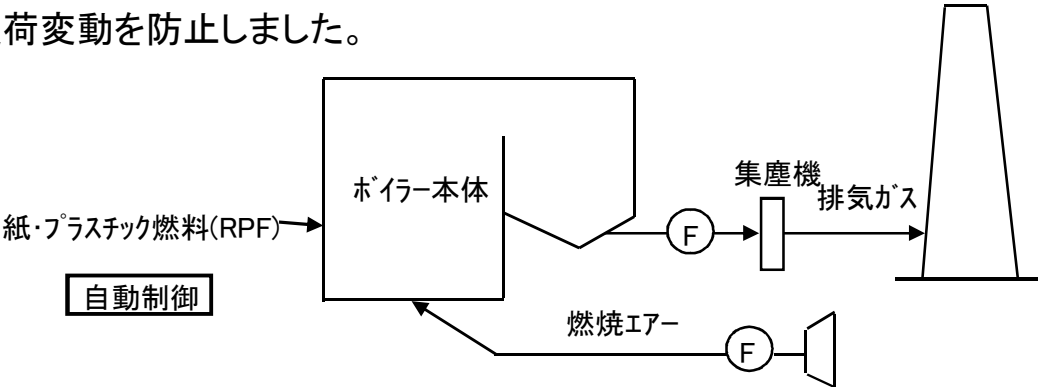 荷変動を防止しました。
ボイラー本体
集塵機
排気ガス
紙・プラスチック燃料(RPF)
F
自動制御
燃焼エアー
F